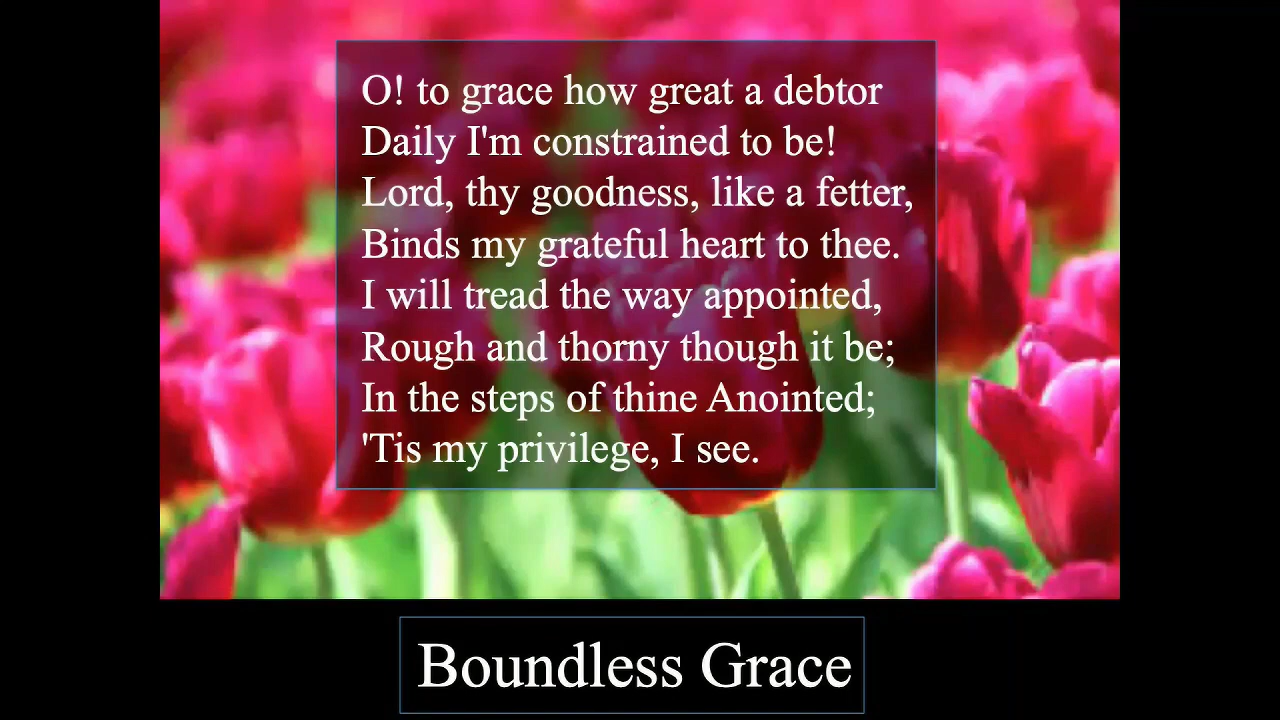 O! to grace how great a debtor
Daily I'm constrained to be!
Lord, thy goodness, like a fetter,
Binds my grateful heart to thee.
I will tread the way appointed,
Rough and thorny though it be;
In the steps of thine Anointed;
'Tis my privilege, I see.
Boundless Grace